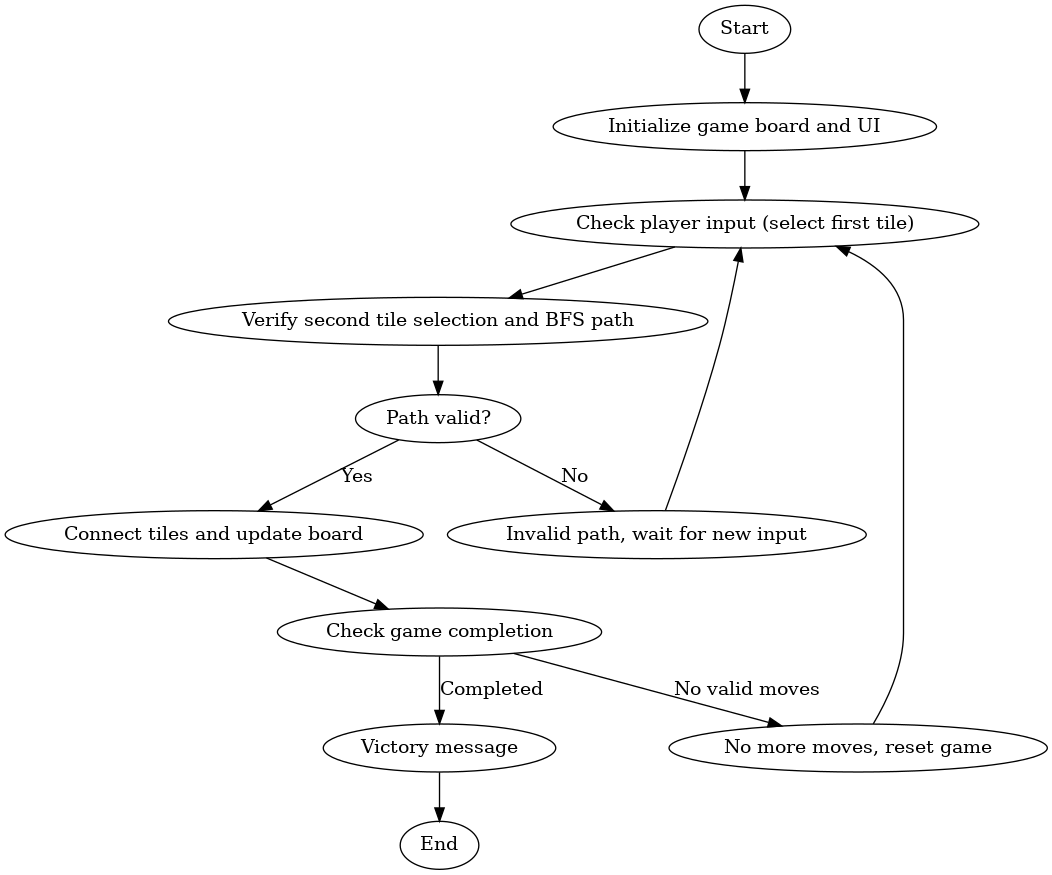 Start
Initialize game board and UI
Check player input (select first tile)
Verify second tile selection and BFS path
Path valid?
Yes
No
Connect tiles and update board
Invalid path, wait for new input
Check game completion
Completed
No valid moves
Victory message
No more moves, reset game
End